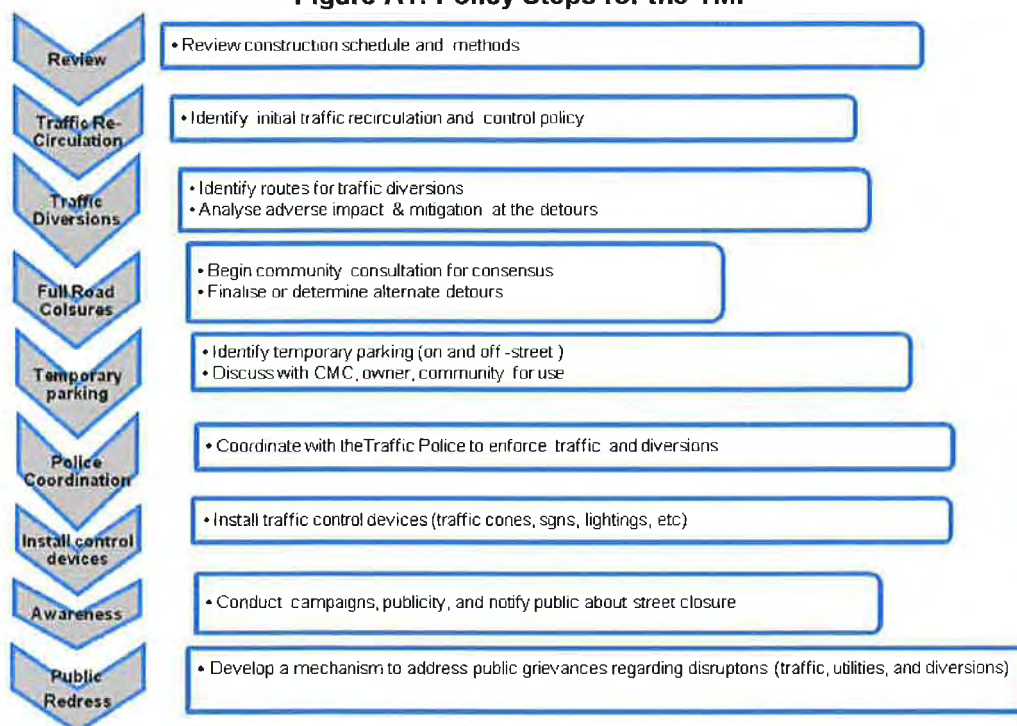 Figure A1: Policy Steps for the TMP
Review
• Review construction schedule and methods
Traffic Re-
Circulation
• Identify initial traffic recirculation and control policy
Traffic
Diversions
• Identify routes for traffic diversions
• Analyse adverse impact & mitigation at the detours
Full Road
Colsures
• Begin community consultation for consensus
• Finalise or determine alternate detours
Temporary
parking
• Identify temporary parking (on and off -street )
• Discuss with CMC, owner, community for use
Police
Coordination
• Coordinate with theTraffic Police to enforce traffic and diversions
Install control
devices
• Install traffic control devices (traffic cones, sgns, lightings, etc)
Awareness
• Conduct campaigns, publicity, and notify public about street closure
Public
Redress
• Develop a mechanism to address public grievances regarding disruptons (traffic, utilities, and diversions)